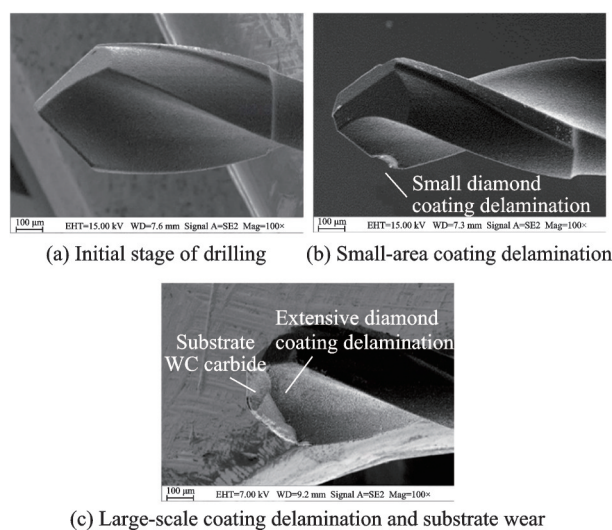 100 μm
EHT=15.00 kV WD=7.6 mm Signal A=SE2 Mag=100×
(a) Initial stage of drilling
Small diamond
coating delamination
100 μm
EHT=15.00 kV WD=7.3 mm Signal A=SE2 Mag=100×
(b) Small-area coating delamination
Substrate
WC carbide
Extensive diamond
coating delamination
100 μm
EHT=7.00 kV WD=9.2 mm Signal A=SE2 Mag=100×
(c) Large-scale coating delamination and substrate wear